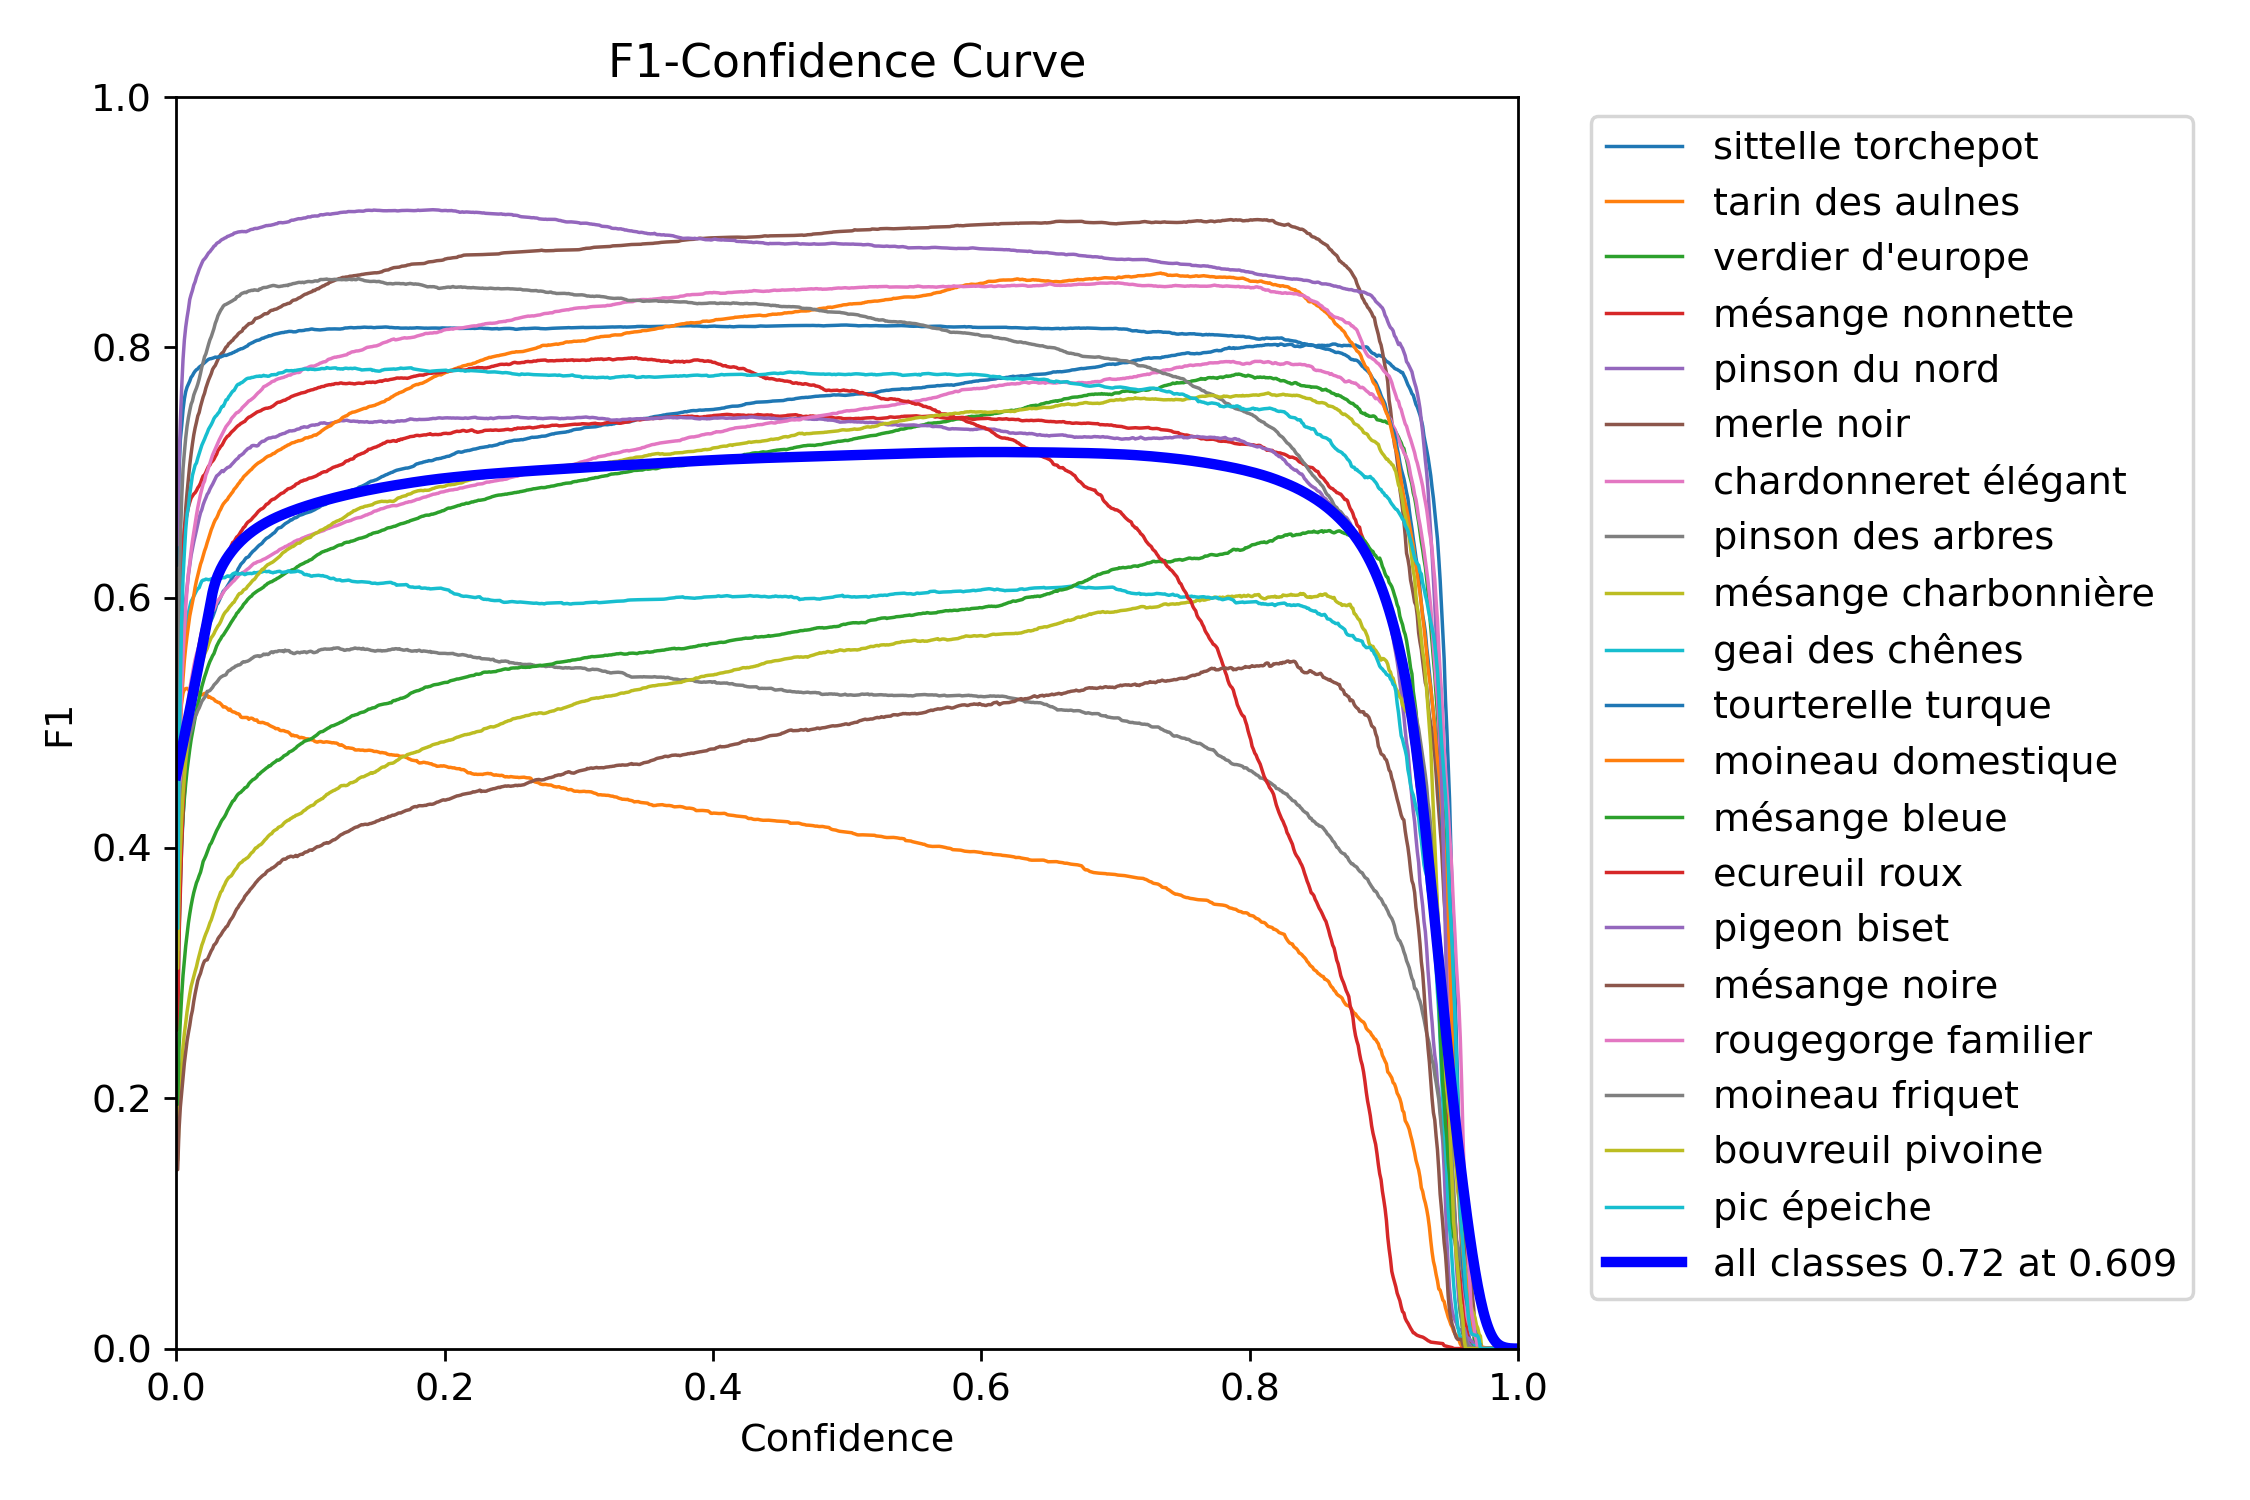 F1-Confidence Curve
1.0
0.8
0.6
0.4
0.2
0.0
F1
0.0 0.2 0.4 0.6 0.8 1.0
Confidence
sittelle torchepot
tarin des aulnes
verdier d'europe
mésange nonnette
pinson du nord
merle noir
chardonneret élégant
pinson des arbres
mésange charbonnière
geai des chênes
tourterelle turque
moineau domestique
mésange bleue
ecureuil roux
pigeon biset
mésange noire
rougegorge familier
moineau friquet
bouvreuil pivoine
pic épeiche
all classes 0.72 at 0.609